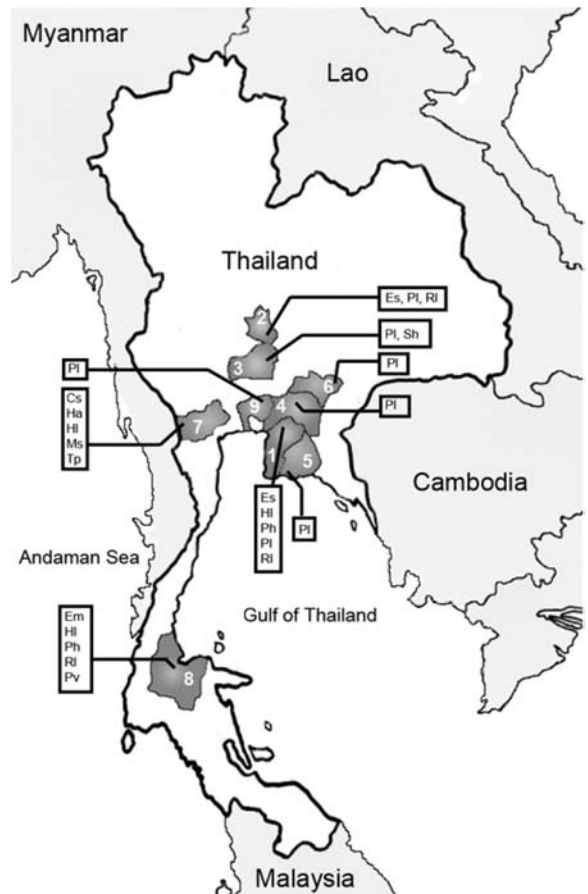 Myanmar
Lao
Thailand
2
Es, Pl, Rl
3
Pl, Sh
Pl
6
Pl
9
4
Pl
Cs
Ha
Hl
Ms
Tp
7
1
5
Es
Hl
Ph
Pl
Rl
Pl
Cambodia
Andaman Sea
Gulf of Thailand
Em
Hl
Ph
Rl
Pv
8
Malaysia